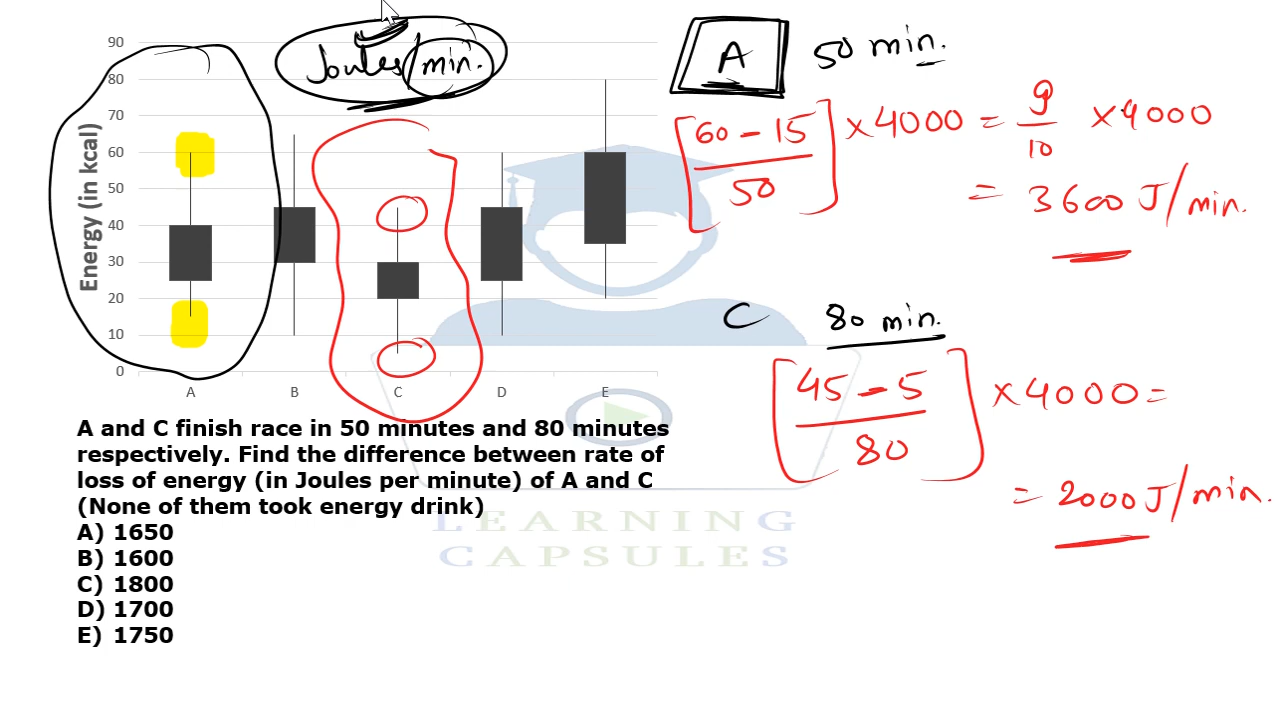 90
80
70
60
50
40
30
20
10
0
Energy (in kcal)
A B C D E
Joules/min.
A and C finish race in 50 minutes and 80 minutes
respectively. Find the difference between rate of
loss of energy (in Joules per minute) of A and C
(None of them took energy drink)
A) 1650
B) 1600
C) 1800
D) 1700
E) 1750
A 50 min.
[60 - 15 / 50] × 4000 = 9/10 × 4000
= 3600 J/min.
C 80 min.
[45 - 5 / 80] × 4000 =
= 2000 J/min.
LEARNING
CAPSULES